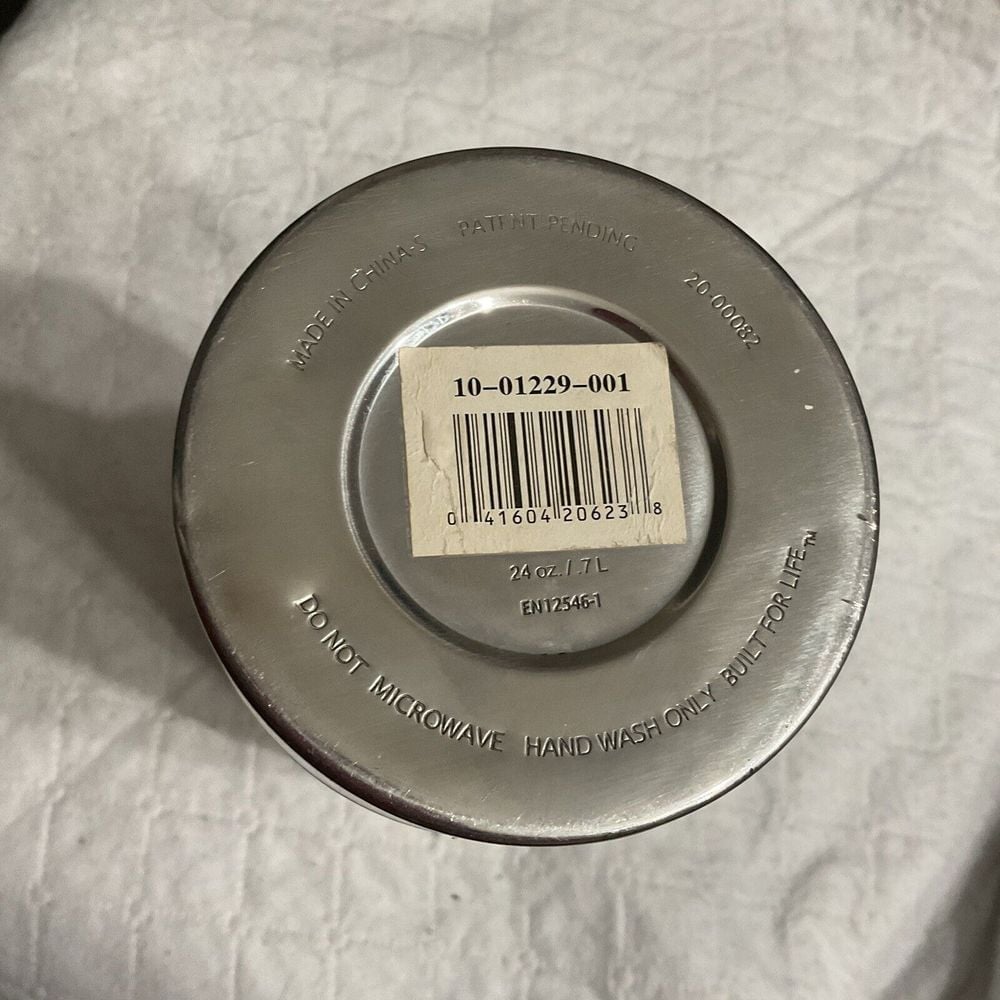 MADE IN CHINA-S PATENT PENDING 20-00082
10-01229-001
0 41604 20623 8
24 oz. / .7 L
EN12546-1
DO NOT MICROWAVE HAND WASH ONLY BUILT FOR LIFE™